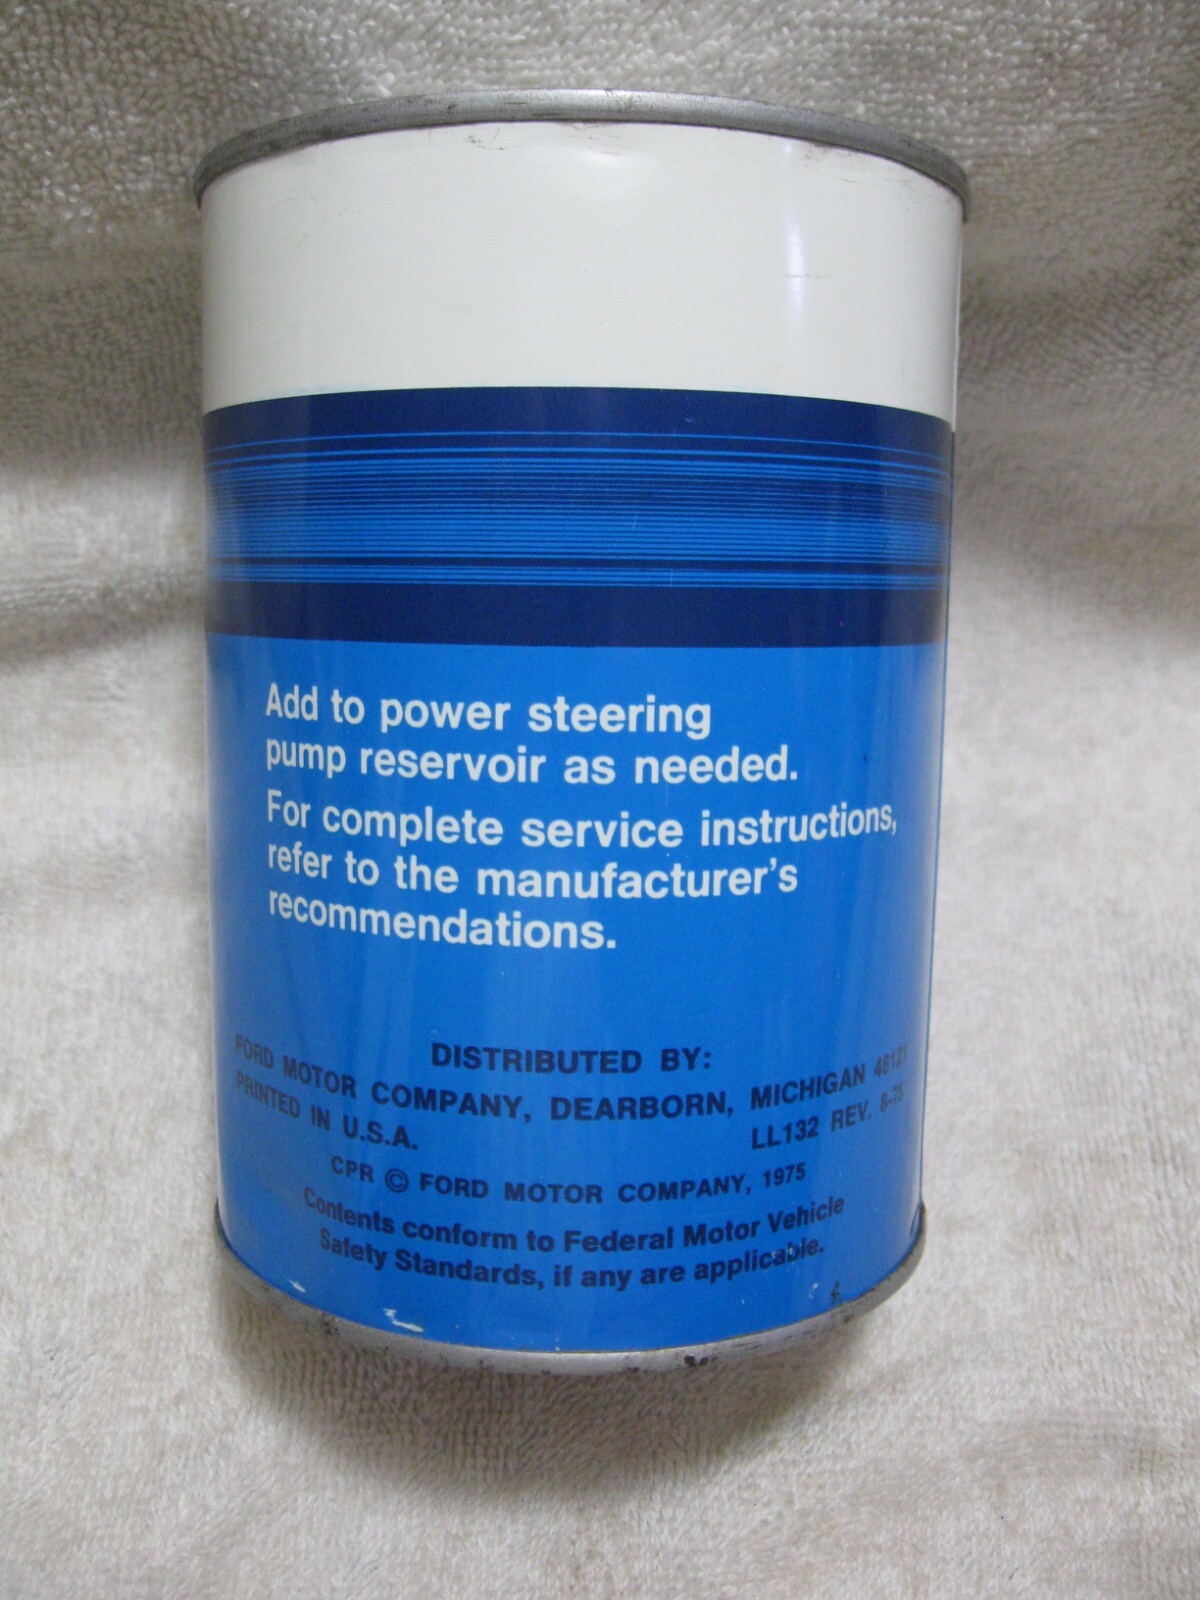 Add to power steering
pump reservoir as needed.
For complete service instructions,
refer to the manufacturer's
recommendations.
DISTRIBUTED BY:
FORD MOTOR COMPANY, DEARBORN, MICHIGAN 48121
PRINTED IN U.S.A. LL132 REV. 8-75
CPR © FORD MOTOR COMPANY, 1975
Contents conform to Federal Motor Vehicle
Safety Standards, if any are applicable.